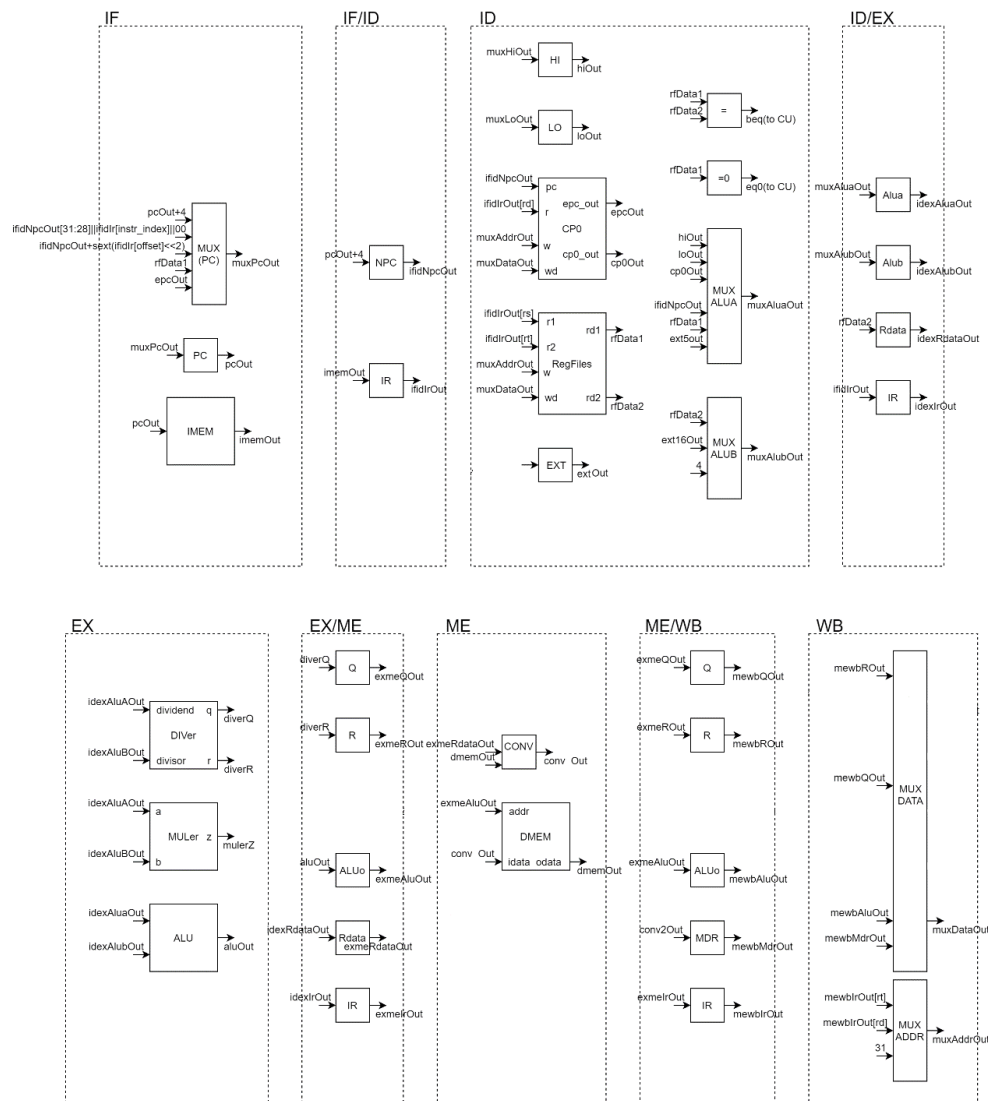 IF
IF/ID
ID
ID/EX
pcOut+4
ifidNpcOut[31:28]||ifidIr[instr_index]||00
ifidNpcOut+sext(ifidIr[offset]<<2)
rfData1
epcOut
MUX
(PC)
muxPcOut
muxPcOut
PC
pcOut
pcOut
IMEM
imemOut
pcOut+4
NPC
ifidNpcOut
imemOut
IR
ifidIrOut
muxHiOut
HI
hiOut
muxLoOut
LO
loOut
ifidNpcOut
ifidIrOut[rd]
muxAddrOut
muxDataOut
pc
r
epc_out
CP0
w
cp0_out
wd
epcOut
cp0Out
ifidIrOut[rs]
ifidIrOut[rt]
muxAddrOut
muxDataOut
r1
rd1
r2
RegFiles
w
wd
rd2
rfData1
rfData2
EXT
extOut
rfData1
rfData2
=
beq(to CU)
rfData1
=0
eq0(to CU)
hiOut
loOut
cp0Out
ifidNpcOut
rfData1
ext5out
MUX
ALUA
muxAluaOut
rfData2
ext16Out
4
MUX
ALUB
muxAlubOut
muxAluaOut
Alua
idexAluaOut
muxAlubOut
Alub
idexAlubOut
rfData2
Rdata
idexRdataOut
ifidIrOut
IR
idexIrOut
EX
EX/ME
ME
ME/WB
WB
idexAluAOut
idexAluBOut
dividend q
DIVer
divisor r
diverQ
diverR
idexAluAOut
idexAluBOut
a
MULer z
b
mulerZ
idexAluaOut
idexAlubOut
ALU
aluOut
diverQ
Q
exmeQOut
diverR
R
exmeROut
aluOut
ALUo
exmeAluOut
idexRdataOut
Rdata
exmeRdataOut
idexIrOut
IR
exmeIrOut
exmeRdataOut
dmemOut
CONV
conv Out
exmeAluOut
conv Out
addr
DMEM
idata odata
dmemOut
exmeQOut
Q
mewbQOut
exmeROut
R
mewbROut
exmeAluOut
ALUo
mewbAluOut
conv2Out
MDR
mewbMdrOut
exmeIrOut
IR
mewbIrOut
mewbROut
mewbQOut
mewbAluOut
mewbMdrOut
MUX
DATA
muxDataOut
mewbIrOut[rt]
mewbIrOut[rd]
31
MUX
ADDR
muxAddrOut